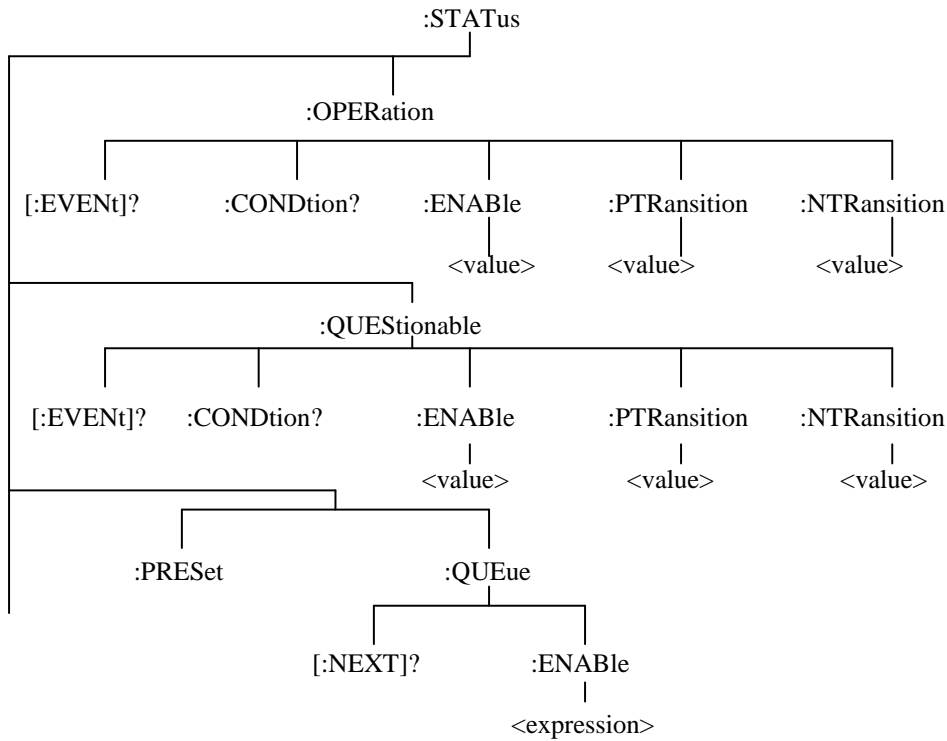 :STATus
:OPERation
[:EVENt]? :CONDtion? :ENABle :PTRansition :NTRansition
<value> <value> <value>
:QUEStionable
[:EVENt]? :CONDtion? :ENABle :PTRansition :NTRansition
<value> <value> <value>
:PRESet :QUEue
[:NEXT]? :ENABle
<expression>